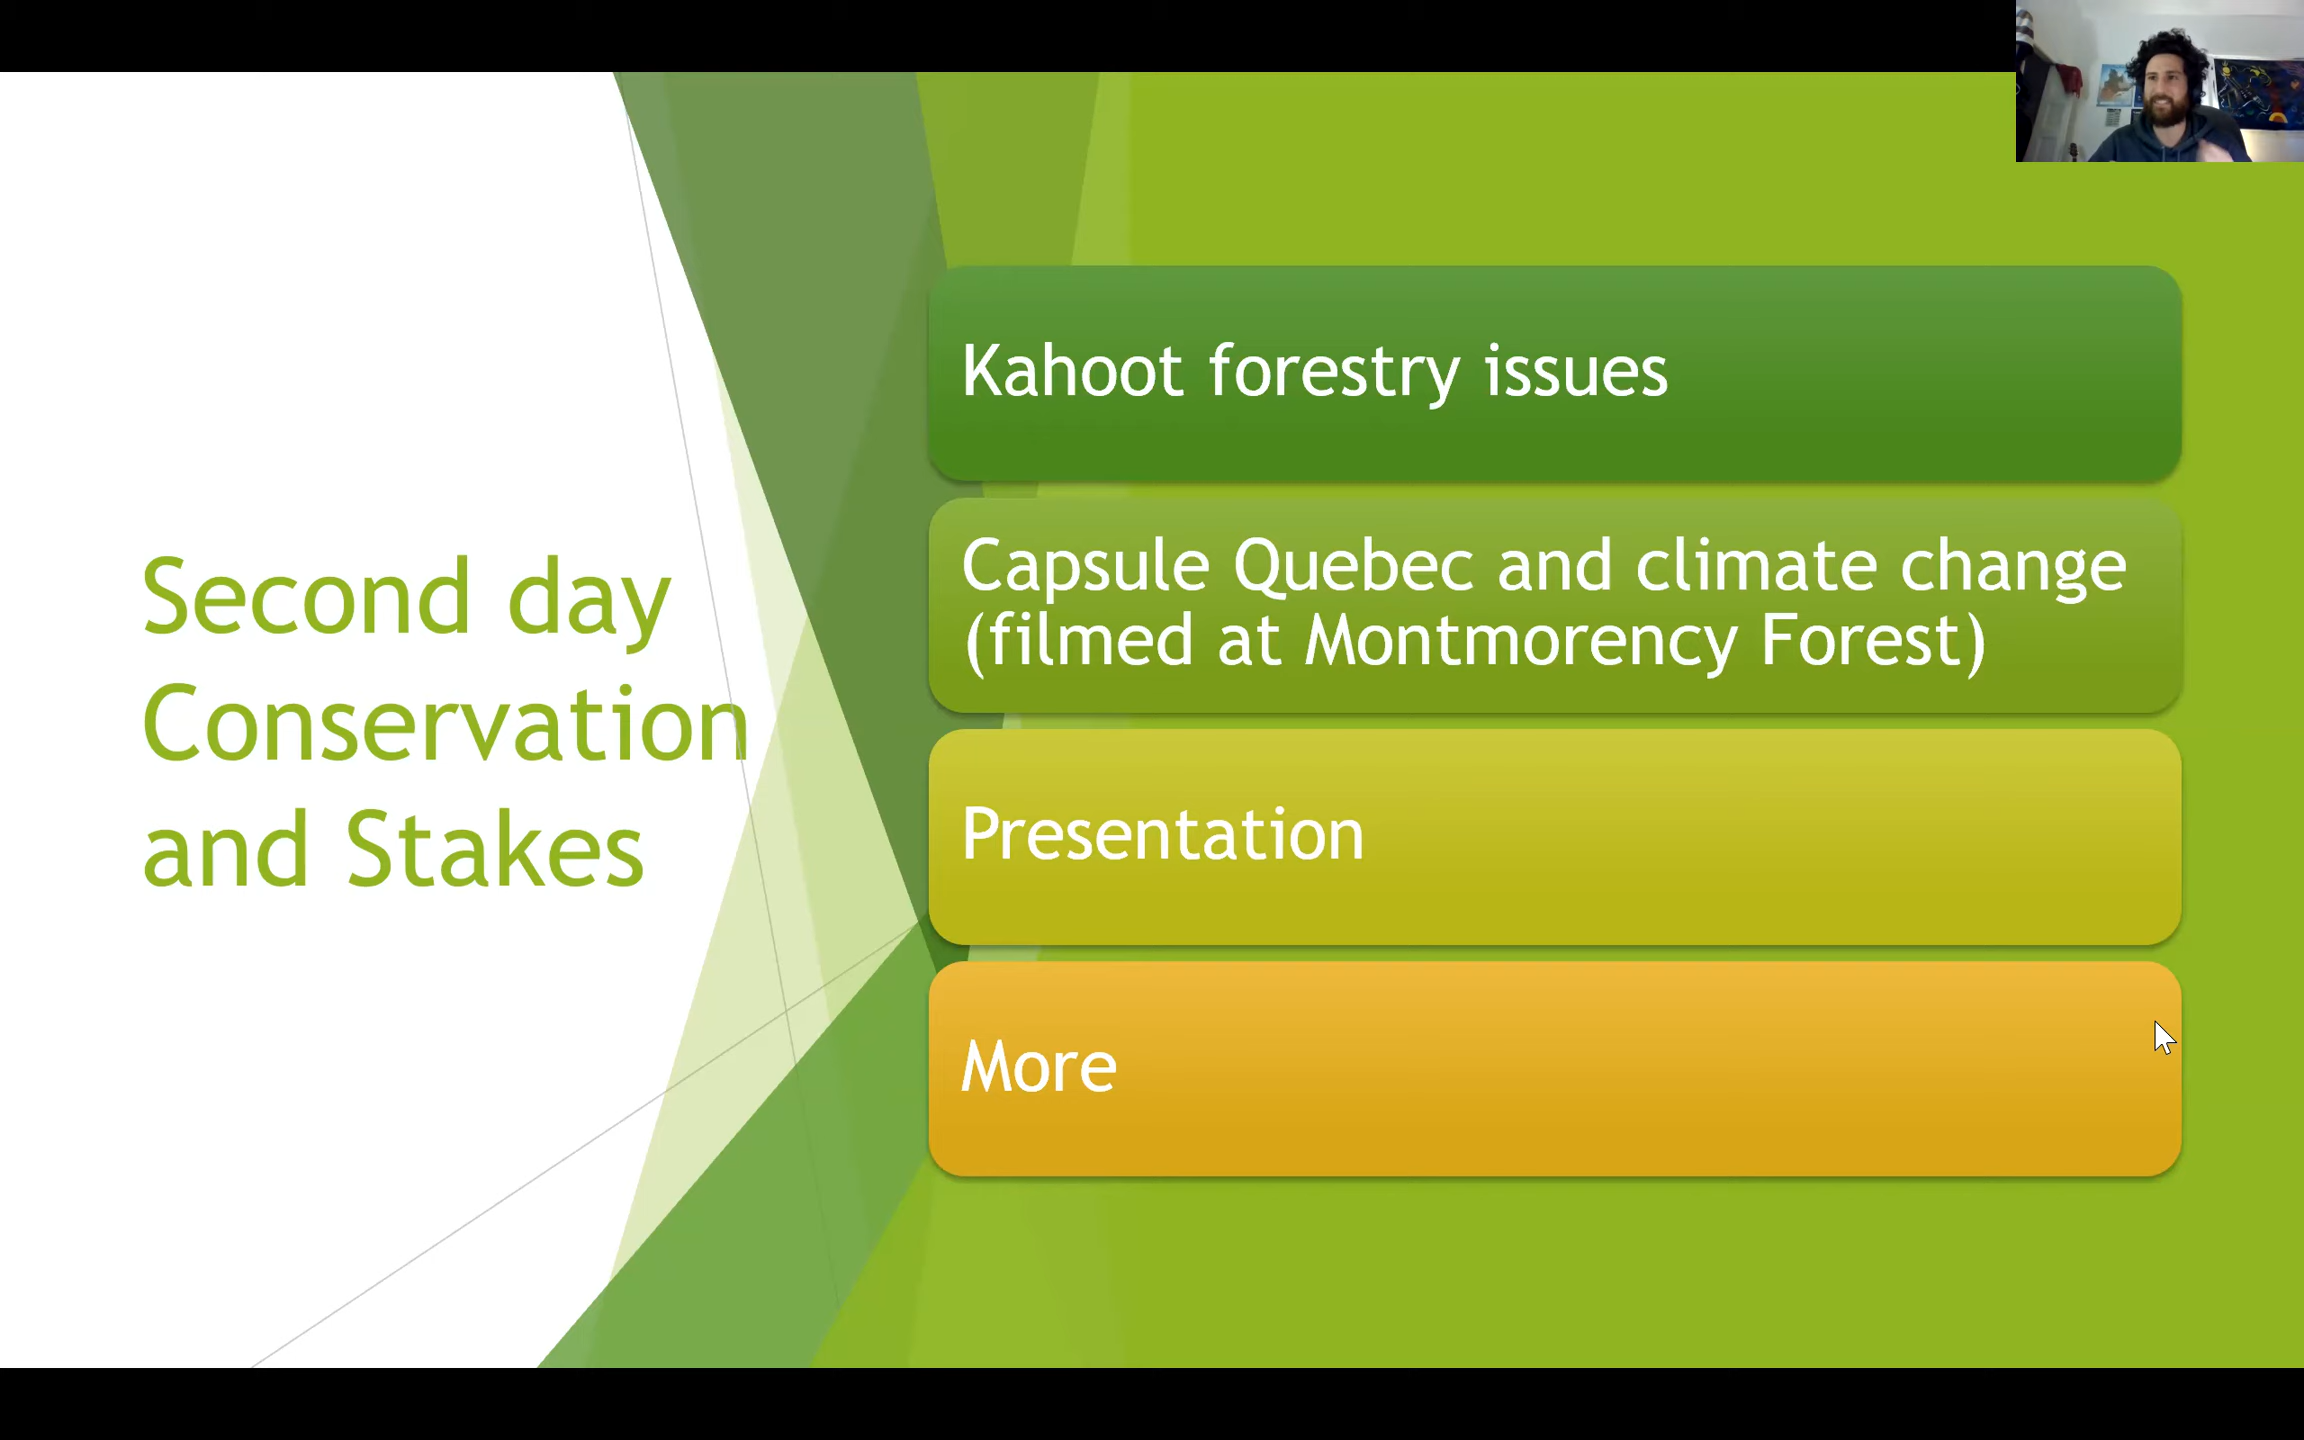 Second day
Conservation
and Stakes
Kahoot forestry issues
Capsule Quebec and climate change
(filmed at Montmorency Forest)
Presentation
More